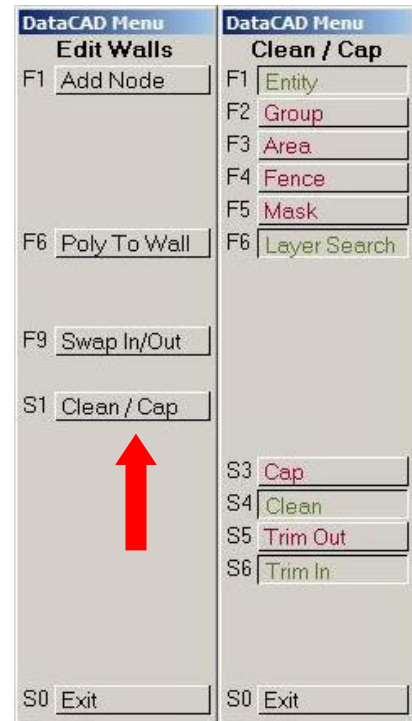 DataCAD Menu
Edit Walls
F1 Add Node
F6 Poly To Wall
F9 Swap In/Out
S1 Clean / Cap
S0 Exit
DataCAD Menu
Clean / Cap
F1 Entity
F2 Group
F3 Area
F4 Fence
F5 Mask
F6 Layer Search
S3 Cap
S4 Clean
S5 Trim Out
S6 Trim In
S0 Exit